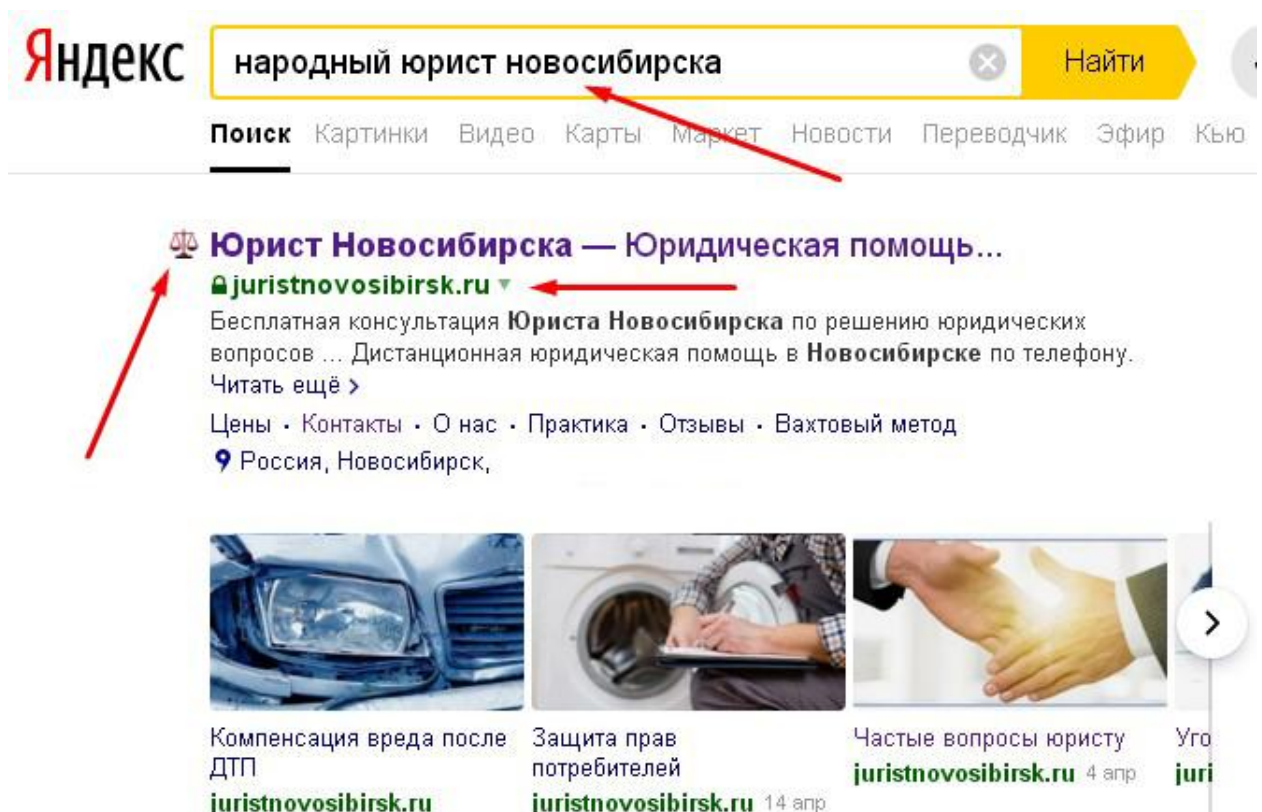 Яндекс
народный юрист новосибирска
Найти
Поиск Картинки Видео Карты Маркет Новости Переводчик Эфир Кью
Юрист Новосибирска — Юридическая помощь...
juristnovosibirsk.ru
Бесплатная консультация Юриста Новосибирска по решению юридических
вопросов ... Дистанционная юридическая помощь в Новосибирске по телефону.
Читать ещё >
Цены · Контакты · О нас · Практика · Отзывы · Вахтовый метод
Россия, Новосибирск,
Компенсация вреда после
ДТП
juristnovosibirsk.ru
Защита прав
потребителей
juristnovosibirsk.ru 14 апр
Частые вопросы юристу
juristnovosibirsk.ru 4 апр
Уго
juri